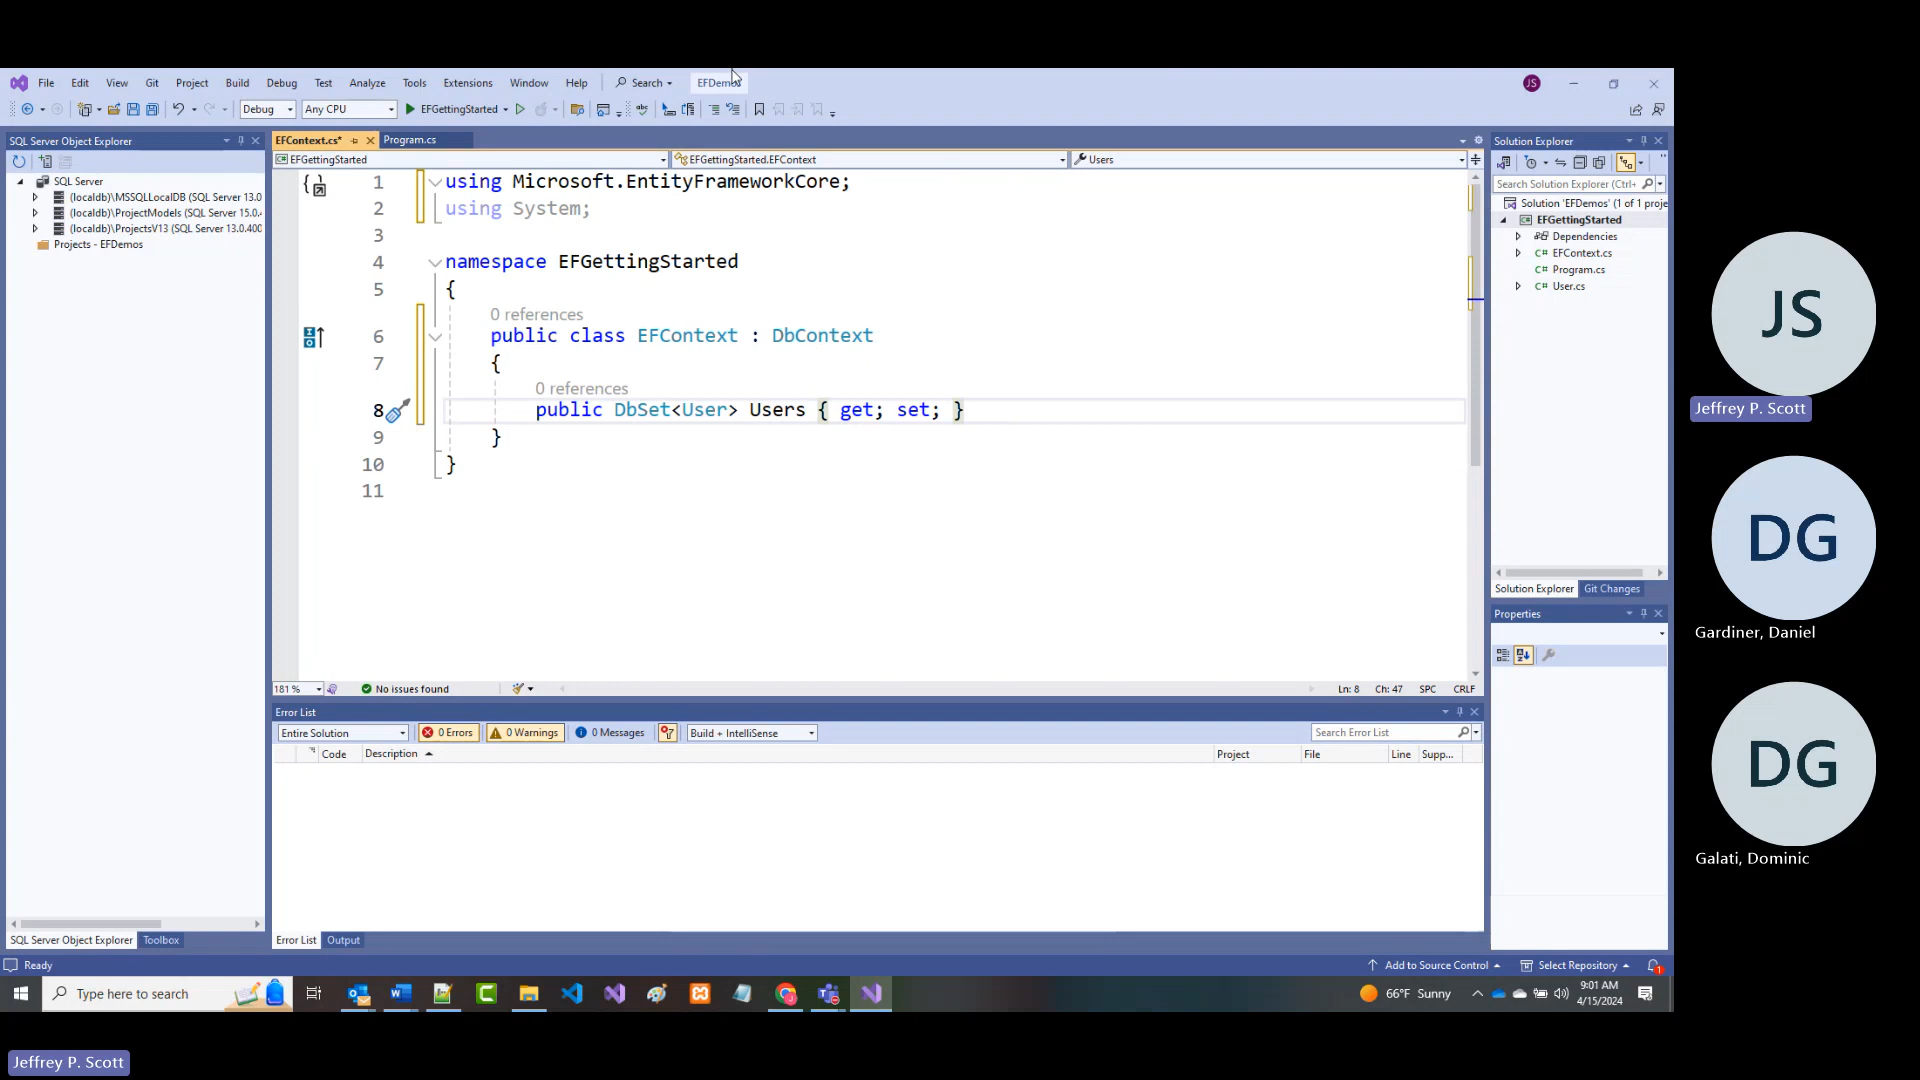 File Edit View Git Project Build Debug Test Analyze Tools Extensions Window Help Search EFDemos JS
Debug Any CPU EFGettingStarted
SQL Server Object Explorer
SQL Server
(localdb)\MSSQLLocalDB (SQL Server 13.0
(localdb)\ProjectModels (SQL Server 15.0.
(localdb)\ProjectsV13 (SQL Server 13.0.400
Projects - EFDemos
SQL Server Object Explorer Toolbox
EFContext.cs* Program.cs
EFGettingStarted EFGettingStarted.EFContext Users
1 using Microsoft.EntityFrameworkCore;
2 using System;
3
4 namespace EFGettingStarted
5 {
0 references
6 public class EFContext : DbContext
7 {
0 references
8 public DbSet<User> Users { get; set; }
9 }
10 }
11
181 % No issues found Ln: 8 Ch: 47 SPC CRLF
Error List
Entire Solution 0 Errors 0 Warnings 0 Messages Build + IntelliSense Search Error List
Code Description Project File Line Supp...
Error List Output
Solution Explorer
Search Solution Explorer (Ctrl+
Solution 'EFDemos' (1 of 1 proje
EFGettingStarted
Dependencies
C# EFContext.cs
C# Program.cs
C# User.cs
Solution Explorer Git Changes
Properties
Ready Add to Source Control Select Repository 1
Type here to search 66°F Sunny 9:01 AM
4/15/2024
JS
Jeffrey P. Scott
DG
Gardiner, Daniel
DG
Galati, Dominic
Jeffrey P. Scott